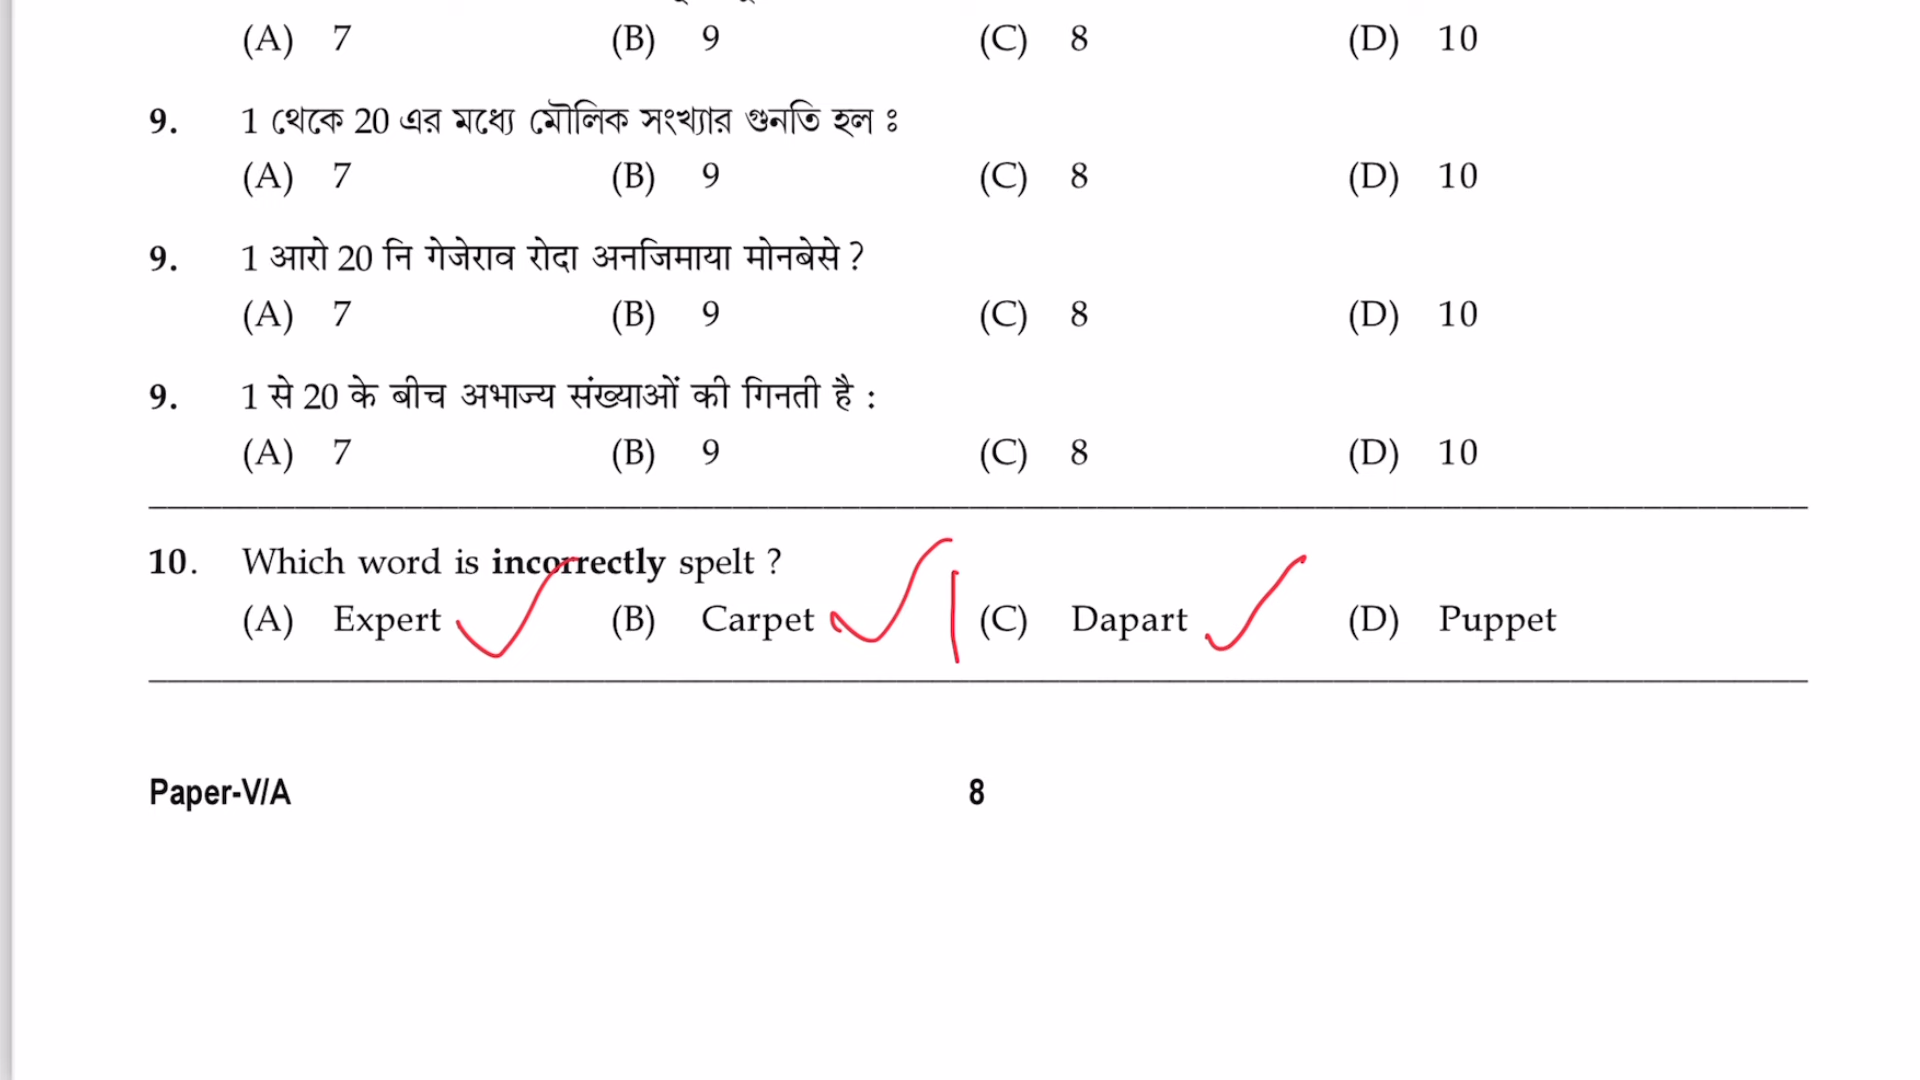 (A) 7 (B) 9 (C) 8 (D) 10
9. 1 থেকে 20 এর মধ্যে মৌলিক সংখ্যার গুনতি হল ঃ
(A) 7 (B) 9 (C) 8 (D) 10
9. 1 आरो 20 नि गेजेराव रोदा अनजिमाया मोनबेसे ?
(A) 7 (B) 9 (C) 8 (D) 10
9. 1 से 20 के बीच अभाज्य संख्याओं की गिनती है :
(A) 7 (B) 9 (C) 8 (D) 10
10. Which word is incorrectly spelt ?
(A) Expert (B) Carpet (C) Dapart (D) Puppet
Paper-V/A 8